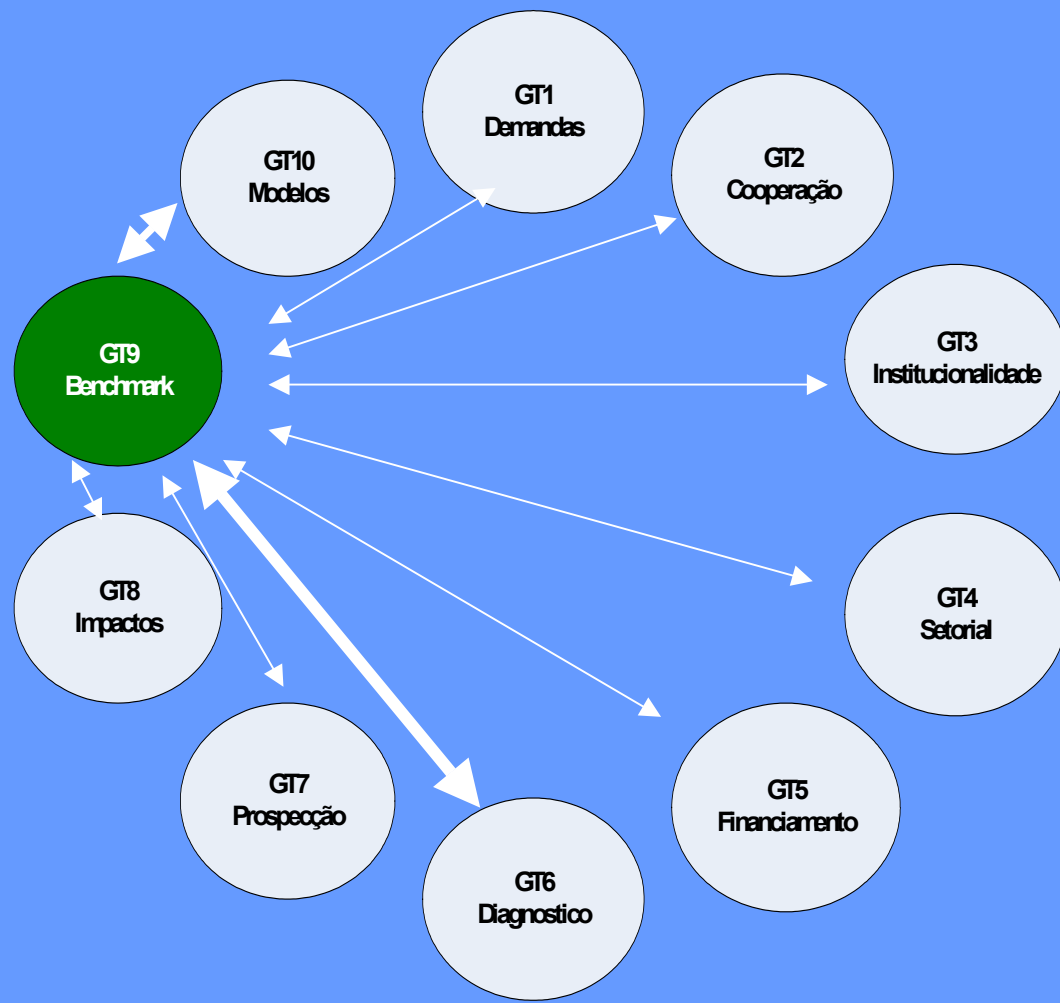 GT1
Demandas
GT2
Cooperação
GT3
Institucionalidade
GT4
Setorial
GT5
Financiamento
GT6
Diagnostico
GT7
Prospecção
GT8
Impactos
GT9
Benchmark
GT10
Modelos